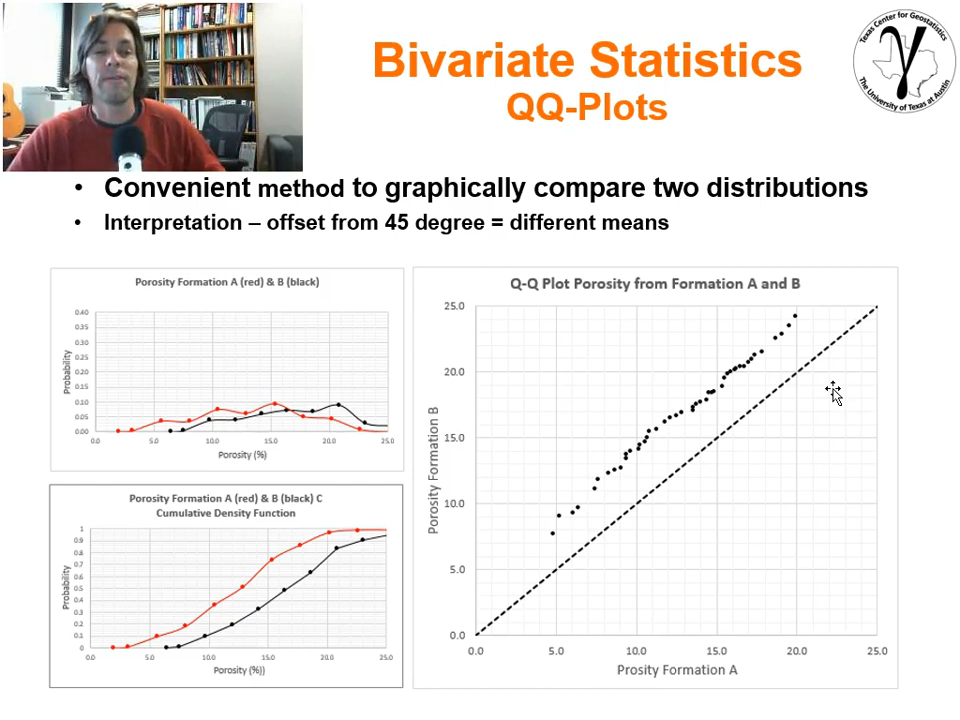 Bivariate Statistics
QQ-Plots
Texas Center for Geostatistics
γ
The University of Texas at Austin
• Convenient method to graphically compare two distributions
• Interpretation – offset from 45 degree = different means
Porosity Formation A (red) & B (black)
Probability
0.40
0.35
0.30
0.25
0.20
0.15
0.10
0.05
0.00
0.0 5.0 10.0 15.0 20.0 25.0
Porosity (%)
Porosity Formation A (red) & B (black) C
Cumulative Density Function
Probability
1
0.9
0.8
0.7
0.6
0.5
0.4
0.3
0.2
0.1
0
0.0 5.0 10.0 15.0 20.0 25.0
Porosity (%))
Q-Q Plot Porosity from Formation A and B
Porosity Formation B
25.0
20.0
15.0
10.0
5.0
0.0
0.0 5.0 10.0 15.0 20.0 25.0
Prosity Formation A